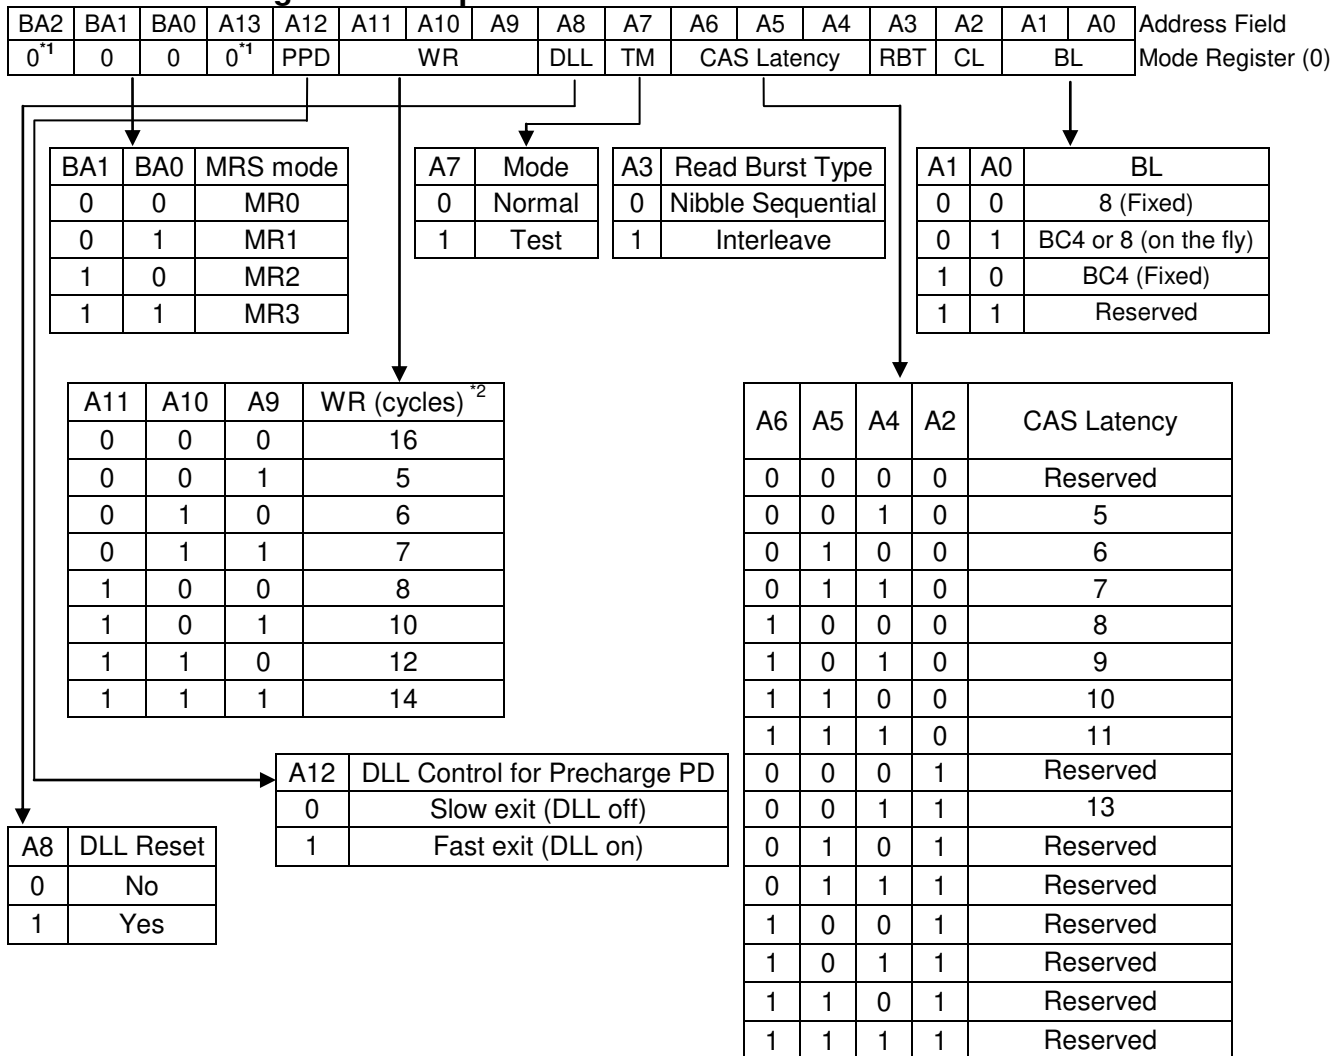 BA2 BA1 BA0 A13 A12 A11 A10 A9 A8 A7 A6 A5 A4 A3 A2 A1 A0 Address Field
0*1 0 0 0*1 PPD WR DLL TM CAS Latency RBT CL BL Mode Register (0)
BA1 BA0 MRS mode
0 0 MR0
0 1 MR1
1 0 MR2
1 1 MR3
A7 Mode
0 Normal
1 Test
A3 Read Burst Type
0 Nibble Sequential
1 Interleave
A1 A0 BL
0 0 8 (Fixed)
0 1 BC4 or 8 (on the fly)
1 0 BC4 (Fixed)
1 1 Reserved
A11 A10 A9 WR (cycles) *2
0 0 0 16
0 0 1 5
0 1 0 6
0 1 1 7
1 0 0 8
1 0 1 10
1 1 0 12
1 1 1 14
A6 A5 A4 A2 CAS Latency
0 0 0 0 Reserved
0 0 1 0 5
0 1 0 0 6
0 1 1 0 7
1 0 0 0 8
1 0 1 0 9
1 1 0 0 10
1 1 1 0 11
0 0 0 1 Reserved
0 0 1 1 13
0 1 0 1 Reserved
0 1 1 1 Reserved
1 0 0 1 Reserved
1 0 1 1 Reserved
1 1 0 1 Reserved
1 1 1 1 Reserved
A12 DLL Control for Precharge PD
0 Slow exit (DLL off)
1 Fast exit (DLL on)
A8 DLL Reset
0 No
1 Yes